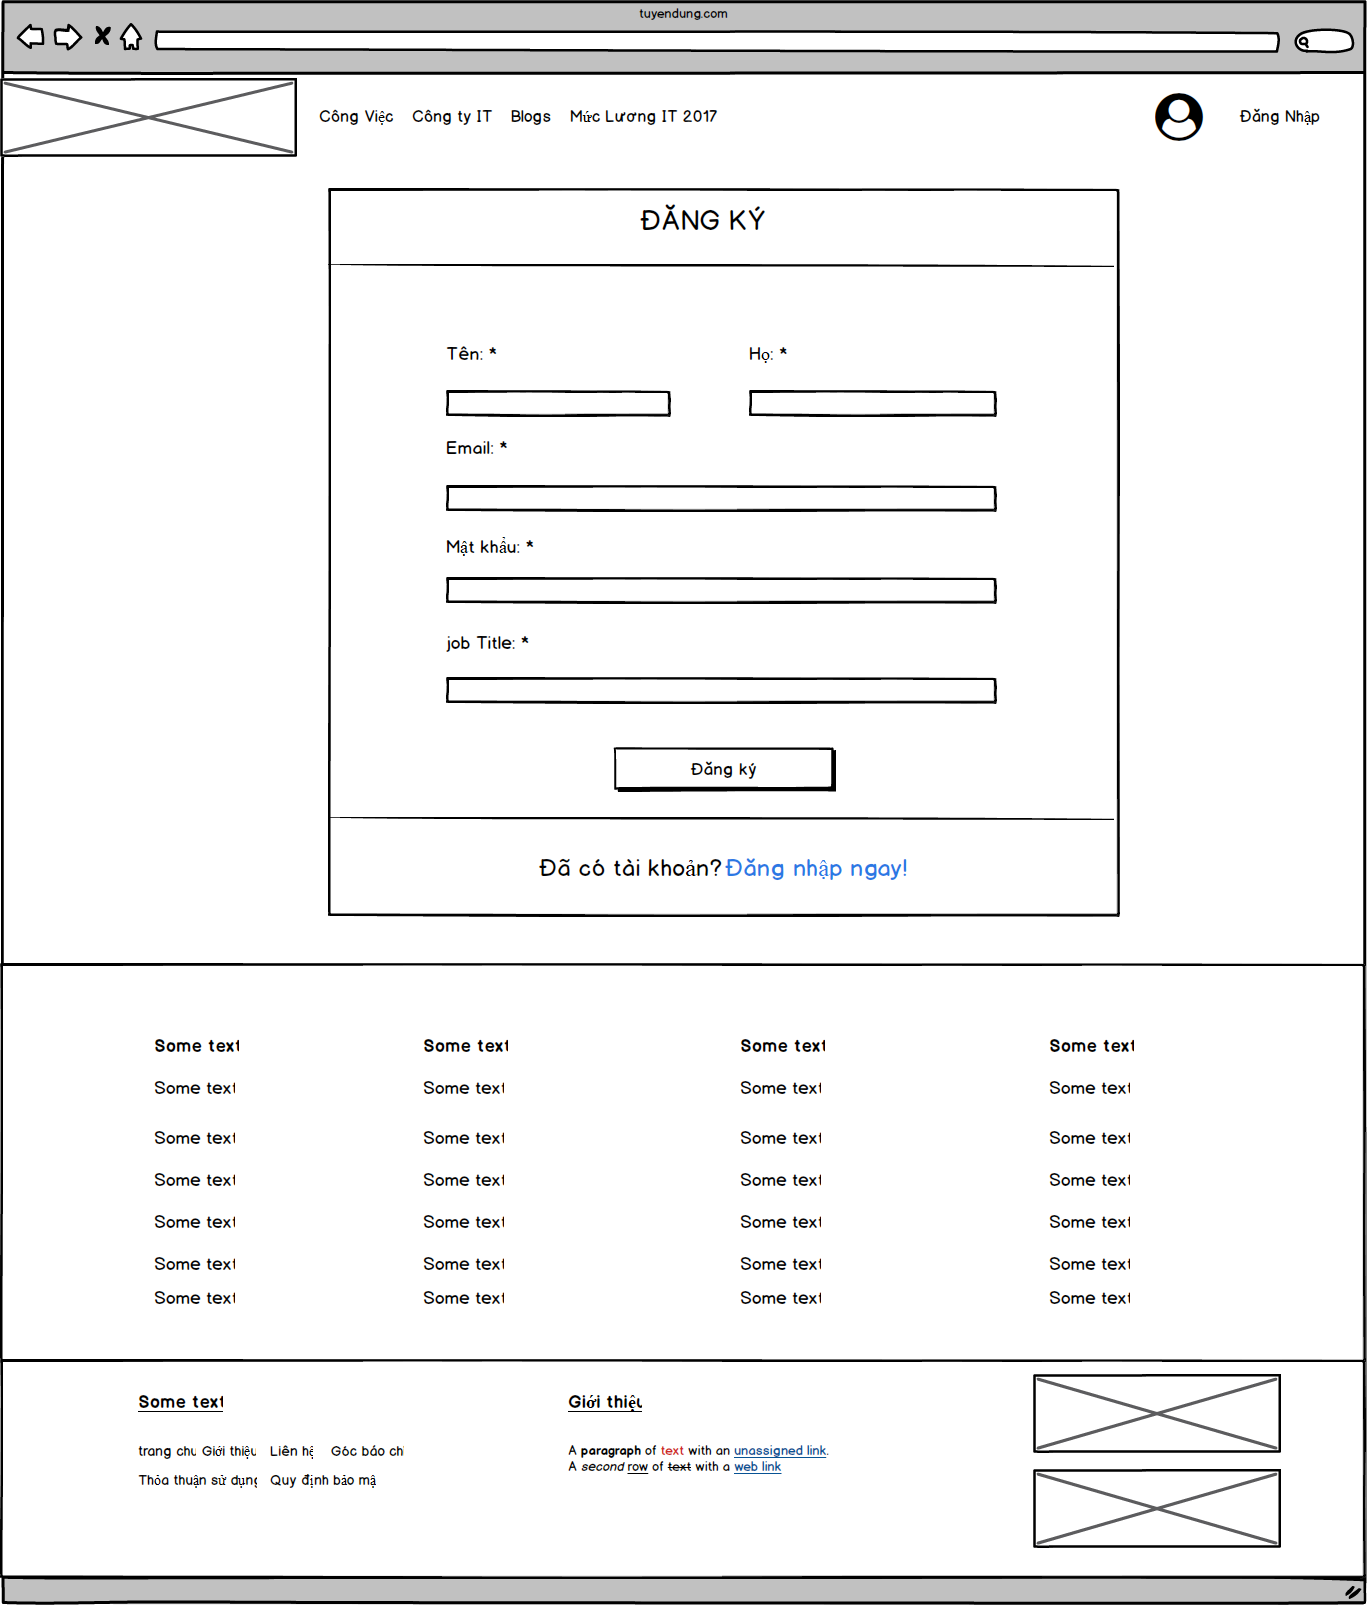 tuyendung.com
Công Việc Công ty IT Blogs Mức Lương IT 2017 Đăng Nhập
ĐĂNG KÝ
Tên: * Họ: *
Email: *
Mật khẩu: *
job Title: *
Đăng ký
Đã có tài khoản? Đăng nhập ngay!
Some text Some text Some text Some text
Some text Some text Some text Some text
Some text Some text Some text Some text
Some text Some text Some text Some text
Some text Some text Some text Some text
Some text Some text Some text Some text
Some text Some text Some text Some text
Some text Giới thiệu
trang chu Giới thiệu Liên hệ Góc báo ch
Thỏa thuận sử dụng Quy định bảo mậ
A paragraph of text with an unassigned link.
A second row of text with a web link